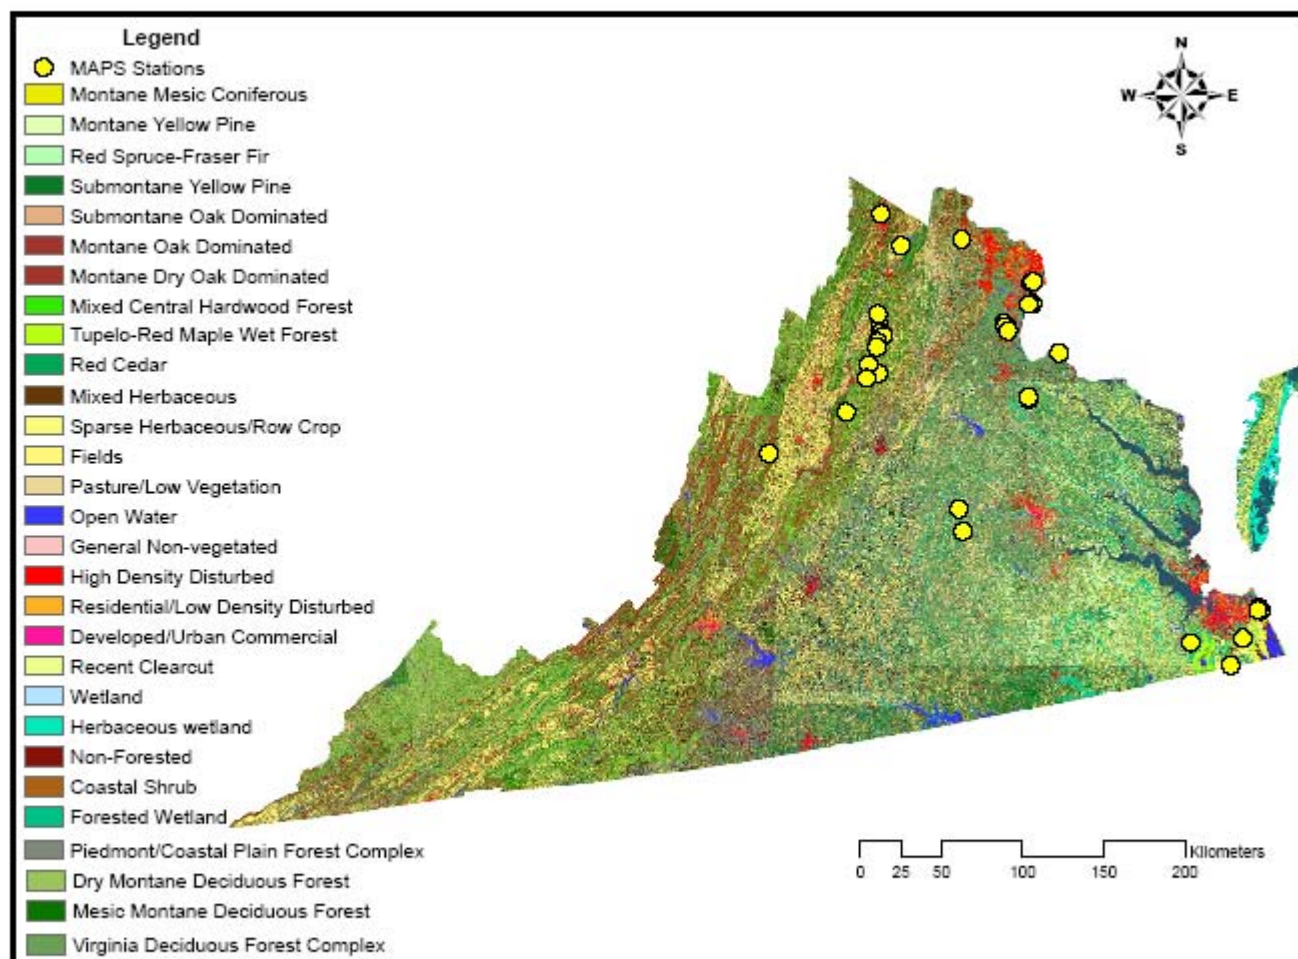 Legend
MAPS Stations
Montane Mesic Coniferous
Montane Yellow Pine
Red Spruce-Fraser Fir
Submontane Yellow Pine
Submontane Oak Dominated
Montane Oak Dominated
Montane Dry Oak Dominated
Mixed Central Hardwood Forest
Tupelo-Red Maple Wet Forest
Red Cedar
Mixed Herbaceous
Sparse Herbaceous/Row Crop
Fields
Pasture/Low Vegetation
Open Water
General Non-vegetated
High Density Disturbed
Residential/Low Density Disturbed
Developed/Urban Commercial
Recent Clearcut
Wetland
Herbaceous wetland
Non-Forested
Coastal Shrub
Forested Wetland
Piedmont/Coastal Plain Forest Complex
Dry Montane Deciduous Forest
Mesic Montane Deciduous Forest
Virginia Deciduous Forest Complex
N
W E
S
Kilometers
0 25 50 100 150 200